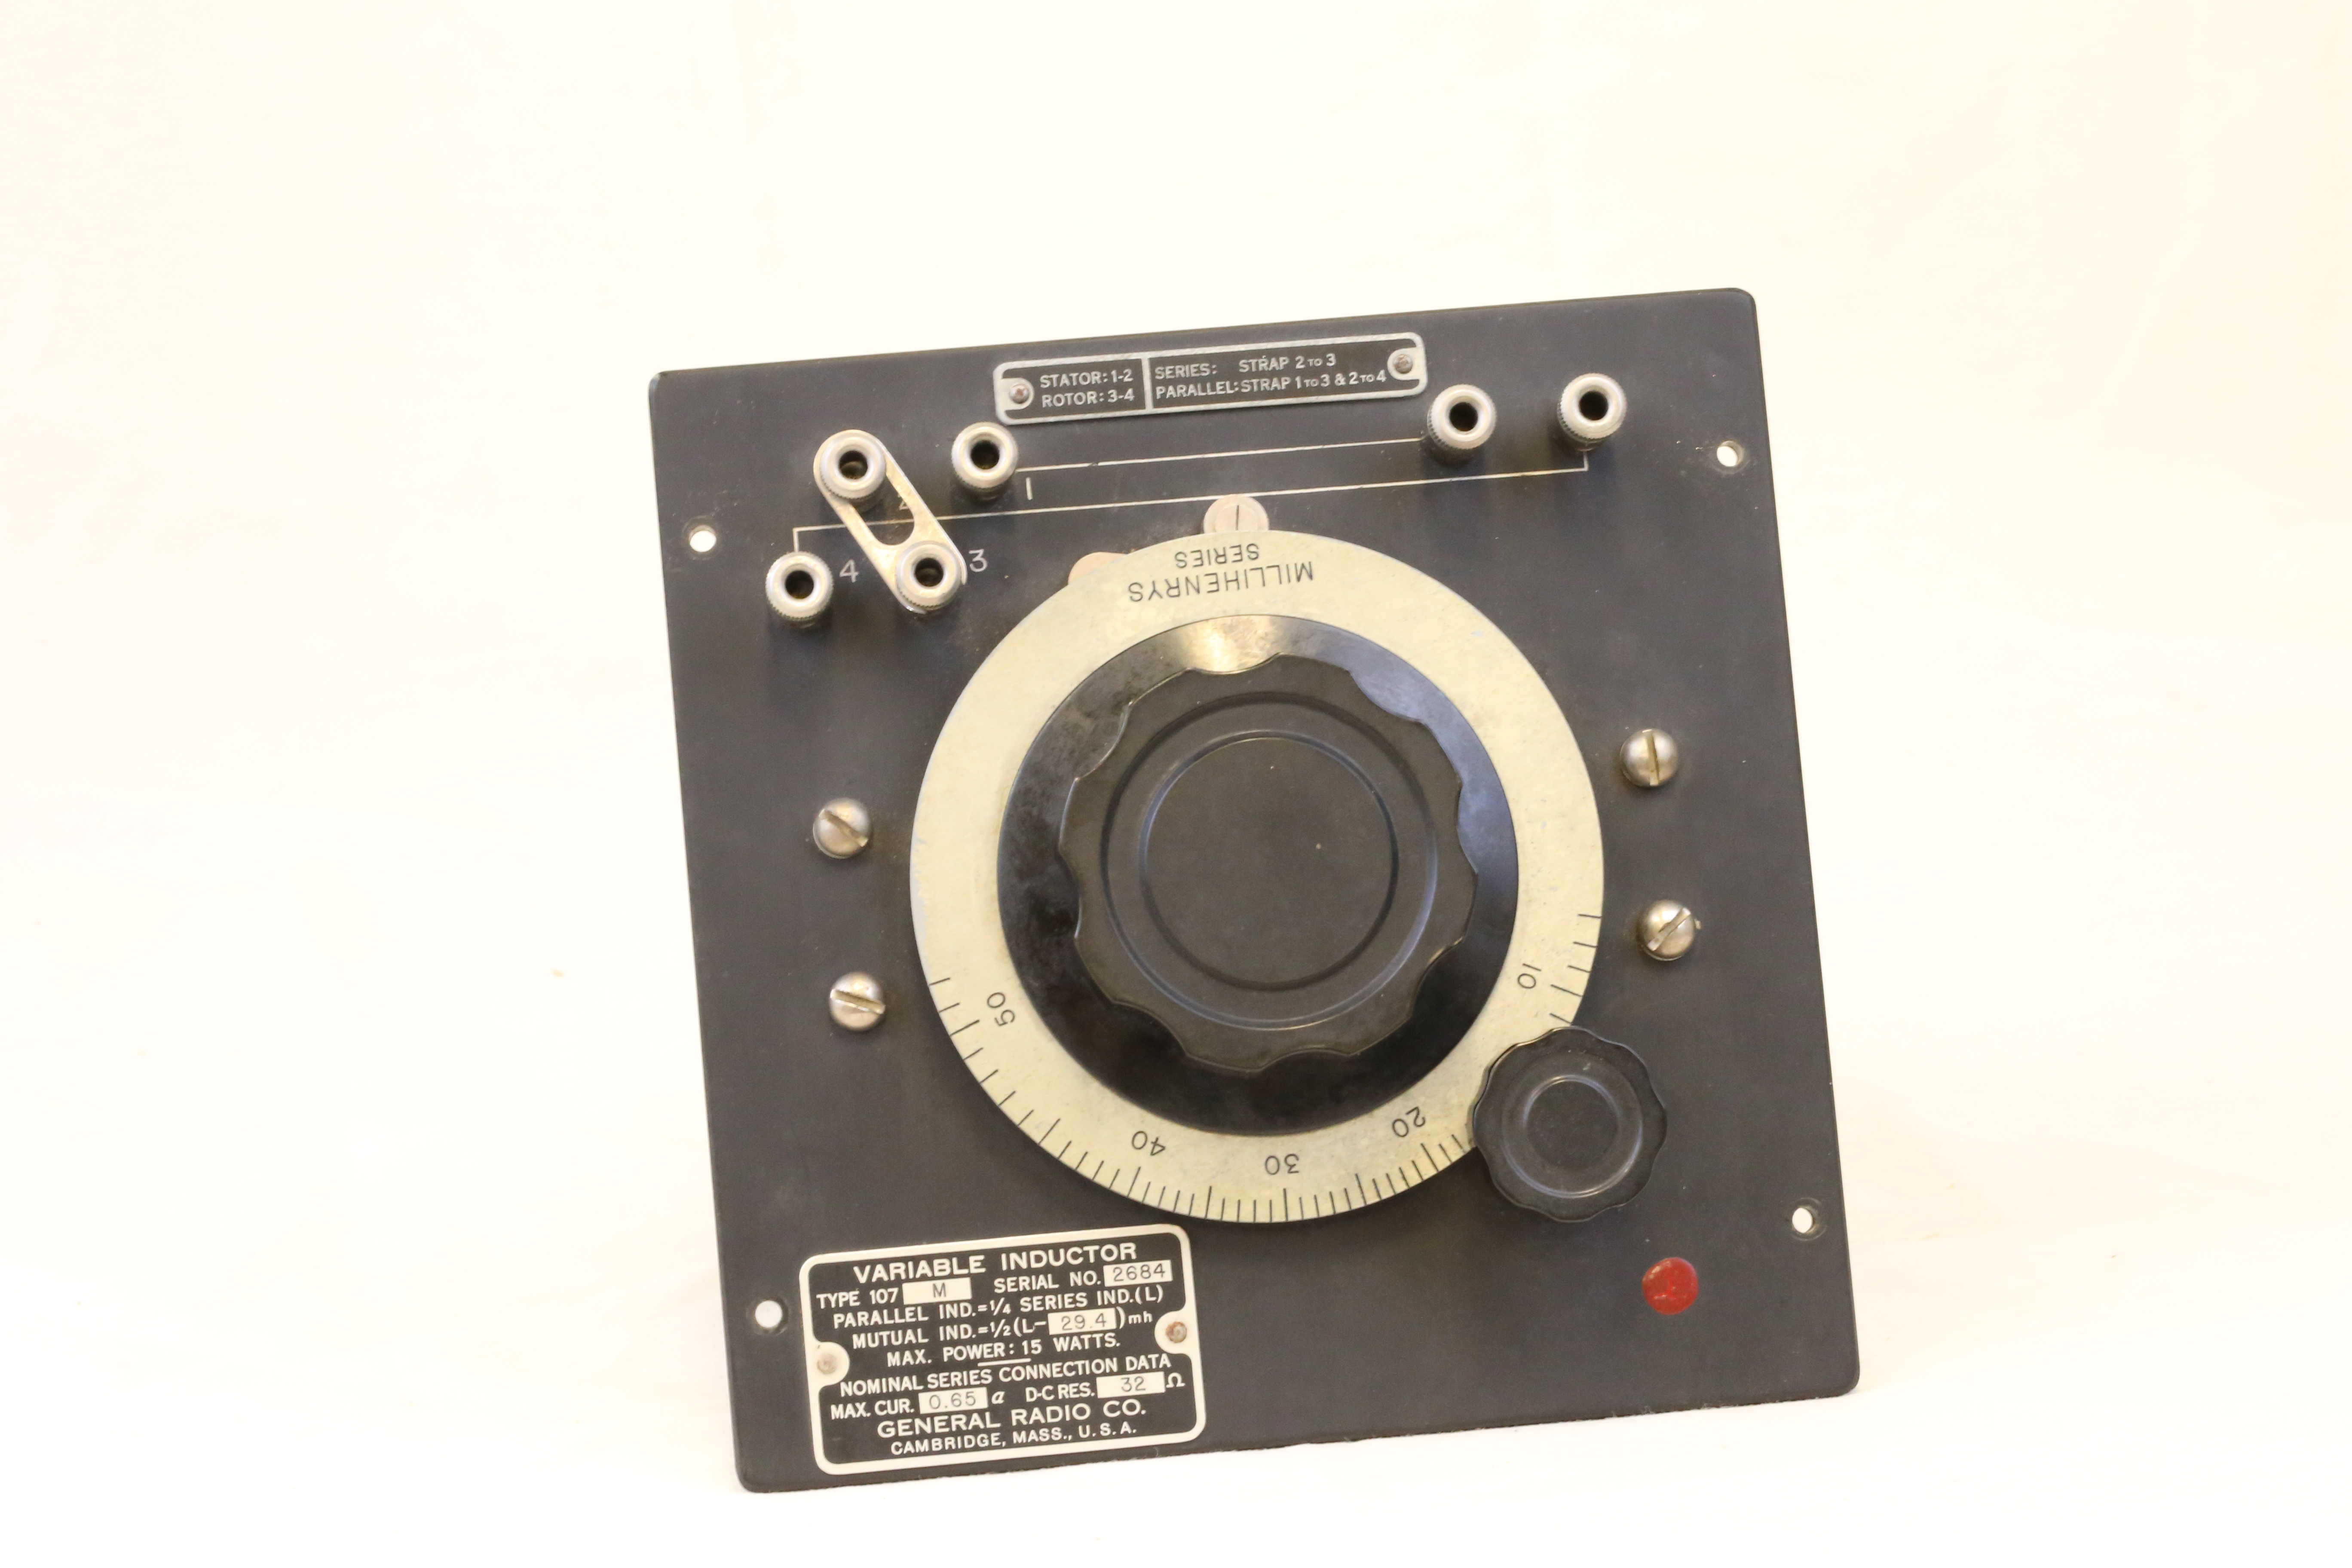 STATOR: 1-2
ROTOR: 3-4
SERIES: STRAP 2 TO 3
PARALLEL: STRAP 1 TO 3 & 2 TO 4
1
2
4
3
MILLIHENRYS
SERIES
10
20
30
40
50
VARIABLE INDUCTOR
TYPE 107 M SERIAL NO. 2684
PARALLEL IND.=1/4 SERIES IND.(L)
MUTUAL IND.=1/2(L-29.4)mh
MAX. POWER: 15 WATTS.
NOMINAL SERIES CONNECTION DATA
MAX. CUR. 0.65 a D-C RES. 32 Ω
GENERAL RADIO CO.
CAMBRIDGE, MASS., U.S.A.